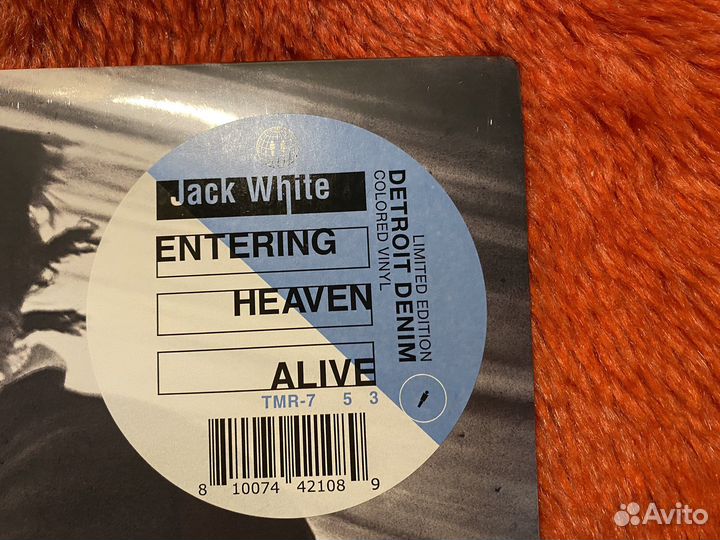 Jack White
ENTERING
HEAVEN
ALIVE
TMR-7 5 3
LIMITED EDITION
DETROIT DENIM
COLORED VINYL
8 10074 42108 9
Avito